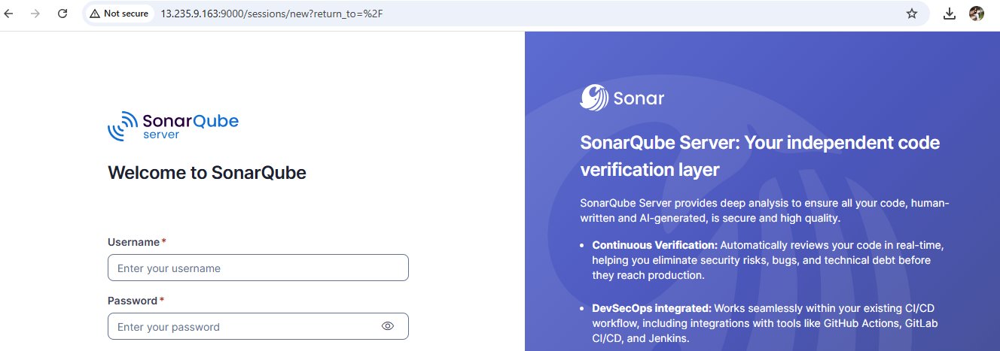 Not secure
13.235.9.163:9000/sessions/new?return_to=%2F
SonarQube
server
Welcome to SonarQube
Username*
Enter your username
Password*
Enter your password
Sonar
SonarQube Server: Your independent code
verification layer
SonarQube Server provides deep analysis to ensure all your code, human-
written and AI-generated, is secure and high quality.
• Continuous Verification: Automatically reviews your code in real-time,
helping you eliminate security risks, bugs, and technical debt before
they reach production.
• DevSecOps integrated: Works seamlessly within your existing CI/CD
workflow, including integrations with tools like GitHub Actions, GitLab
CI/CD, and Jenkins.